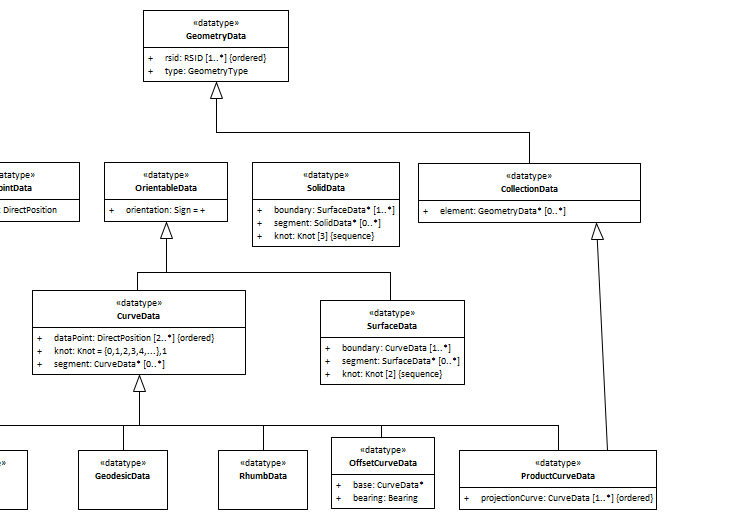 «datatype»
GeometryData
+ rsid: RSID [1..*] {ordered}
+ type: GeometryType
atatype»
ointData
: DirectPosition
«datatype»
OrientableData
+ orientation: Sign = +
«datatype»
SolidData
+ boundary: SurfaceData* [1..*]
+ segment: SolidData* [0..*]
+ knot: Knot [3] {sequence}
«datatype»
CollectionData
+ element: GeometryData* [0..*]
«datatype»
CurveData
+ dataPoint: DirectPosition [2..*] {ordered}
+ knot: Knot = {0,1,2,3,4,...},1
+ segment: CurveData* [0..*]
«datatype»
SurfaceData
+ boundary: CurveData [1..*]
+ segment: SurfaceData* [0..*]
+ knot: Knot [2] {sequence}
»
«datatype»
GeodesicData
«datatype»
RhumbData
«datatype»
OffsetCurveData
+ base: CurveData*
+ bearing: Bearing
«datatype»
ProductCurveData
+ projectionCurve: CurveData [1..*] {ordered}